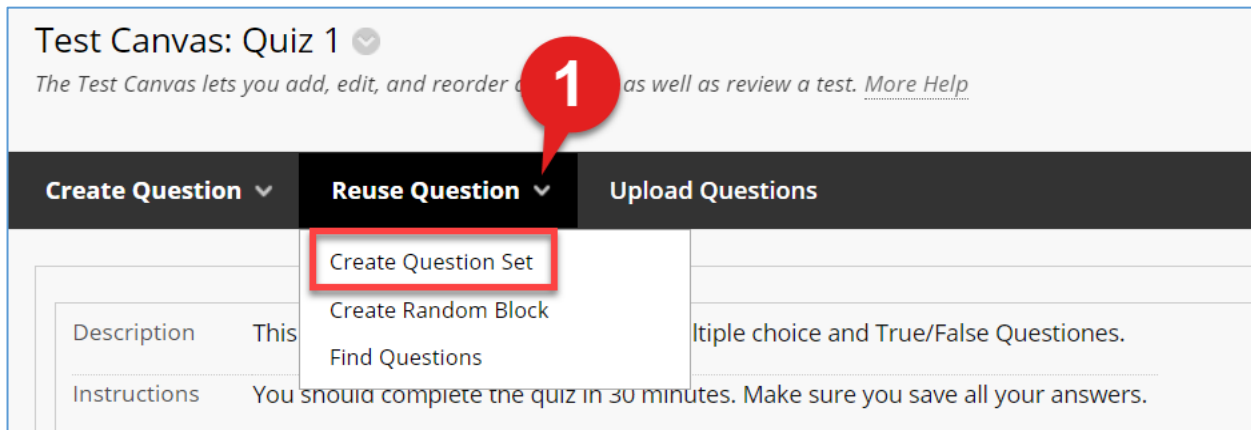 Test Canvas: Quiz 1
The Test Canvas lets you add, edit, and reorder as well as review a test. More Help
1
Create Question Reuse Question Upload Questions
Create Question Set
Create Random Block
Find Questions
Description This ltiple choice and True/False Questiones.
Instructions You should complete the quiz in 30 minutes. Make sure you save all your answers.